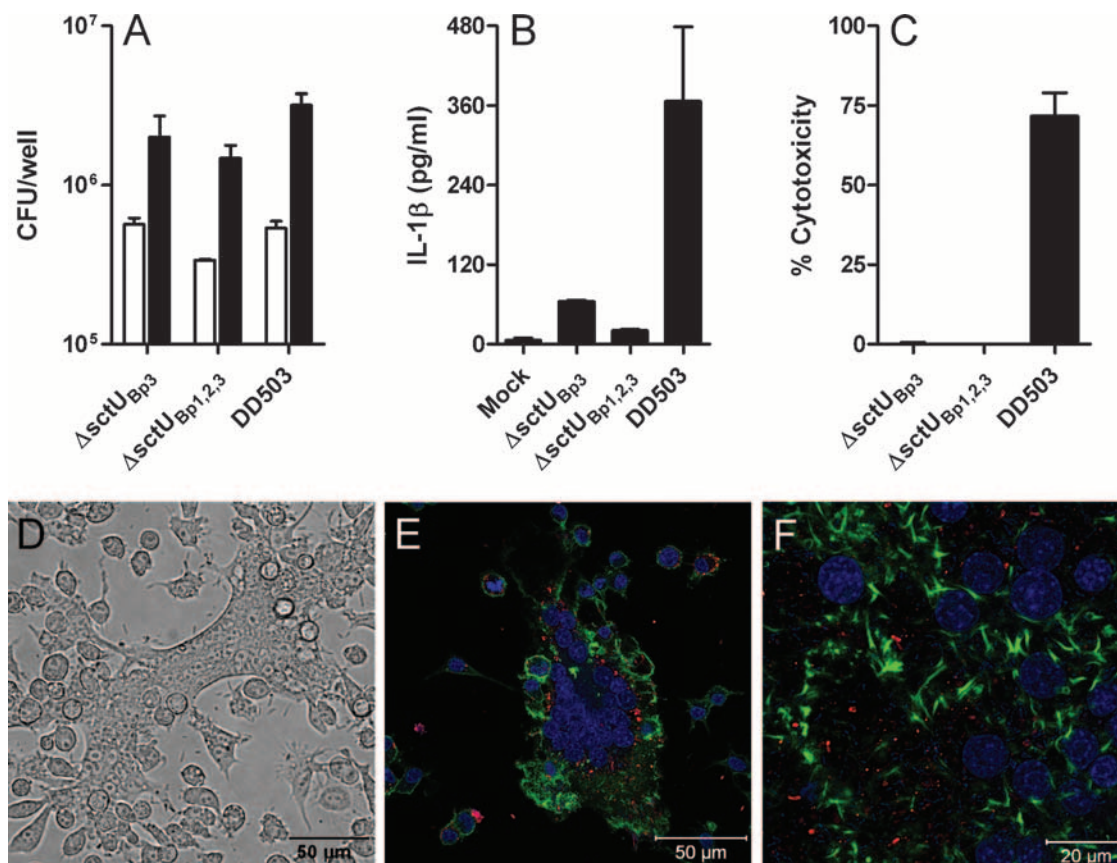 A
CFU/well
10⁷
10⁶
10⁵
ΔsctU_Bp3
ΔsctU_Bp1,2,3
DD503
B
IL-1β (pg/ml)
480
360
240
120
0
Mock
ΔsctU_Bp3
ΔsctU_Bp1,2,3
DD503
C
% Cytotoxicity
100
75
50
25
0
ΔsctU_Bp3
ΔsctU_Bp1,2,3
DD503
D
50 µm
E
50 µm
F
20 µm